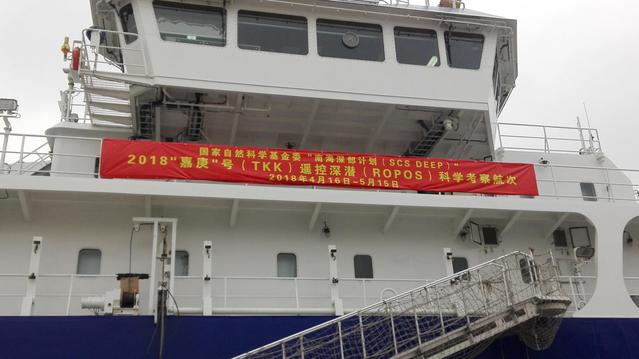 国家自然科学基金委“南海深部计划（SCS DEEP）”
2018“嘉庚”号（TKK）遥控深潜（ROPOS）科学考察航次
2018年4月16日-5月15日